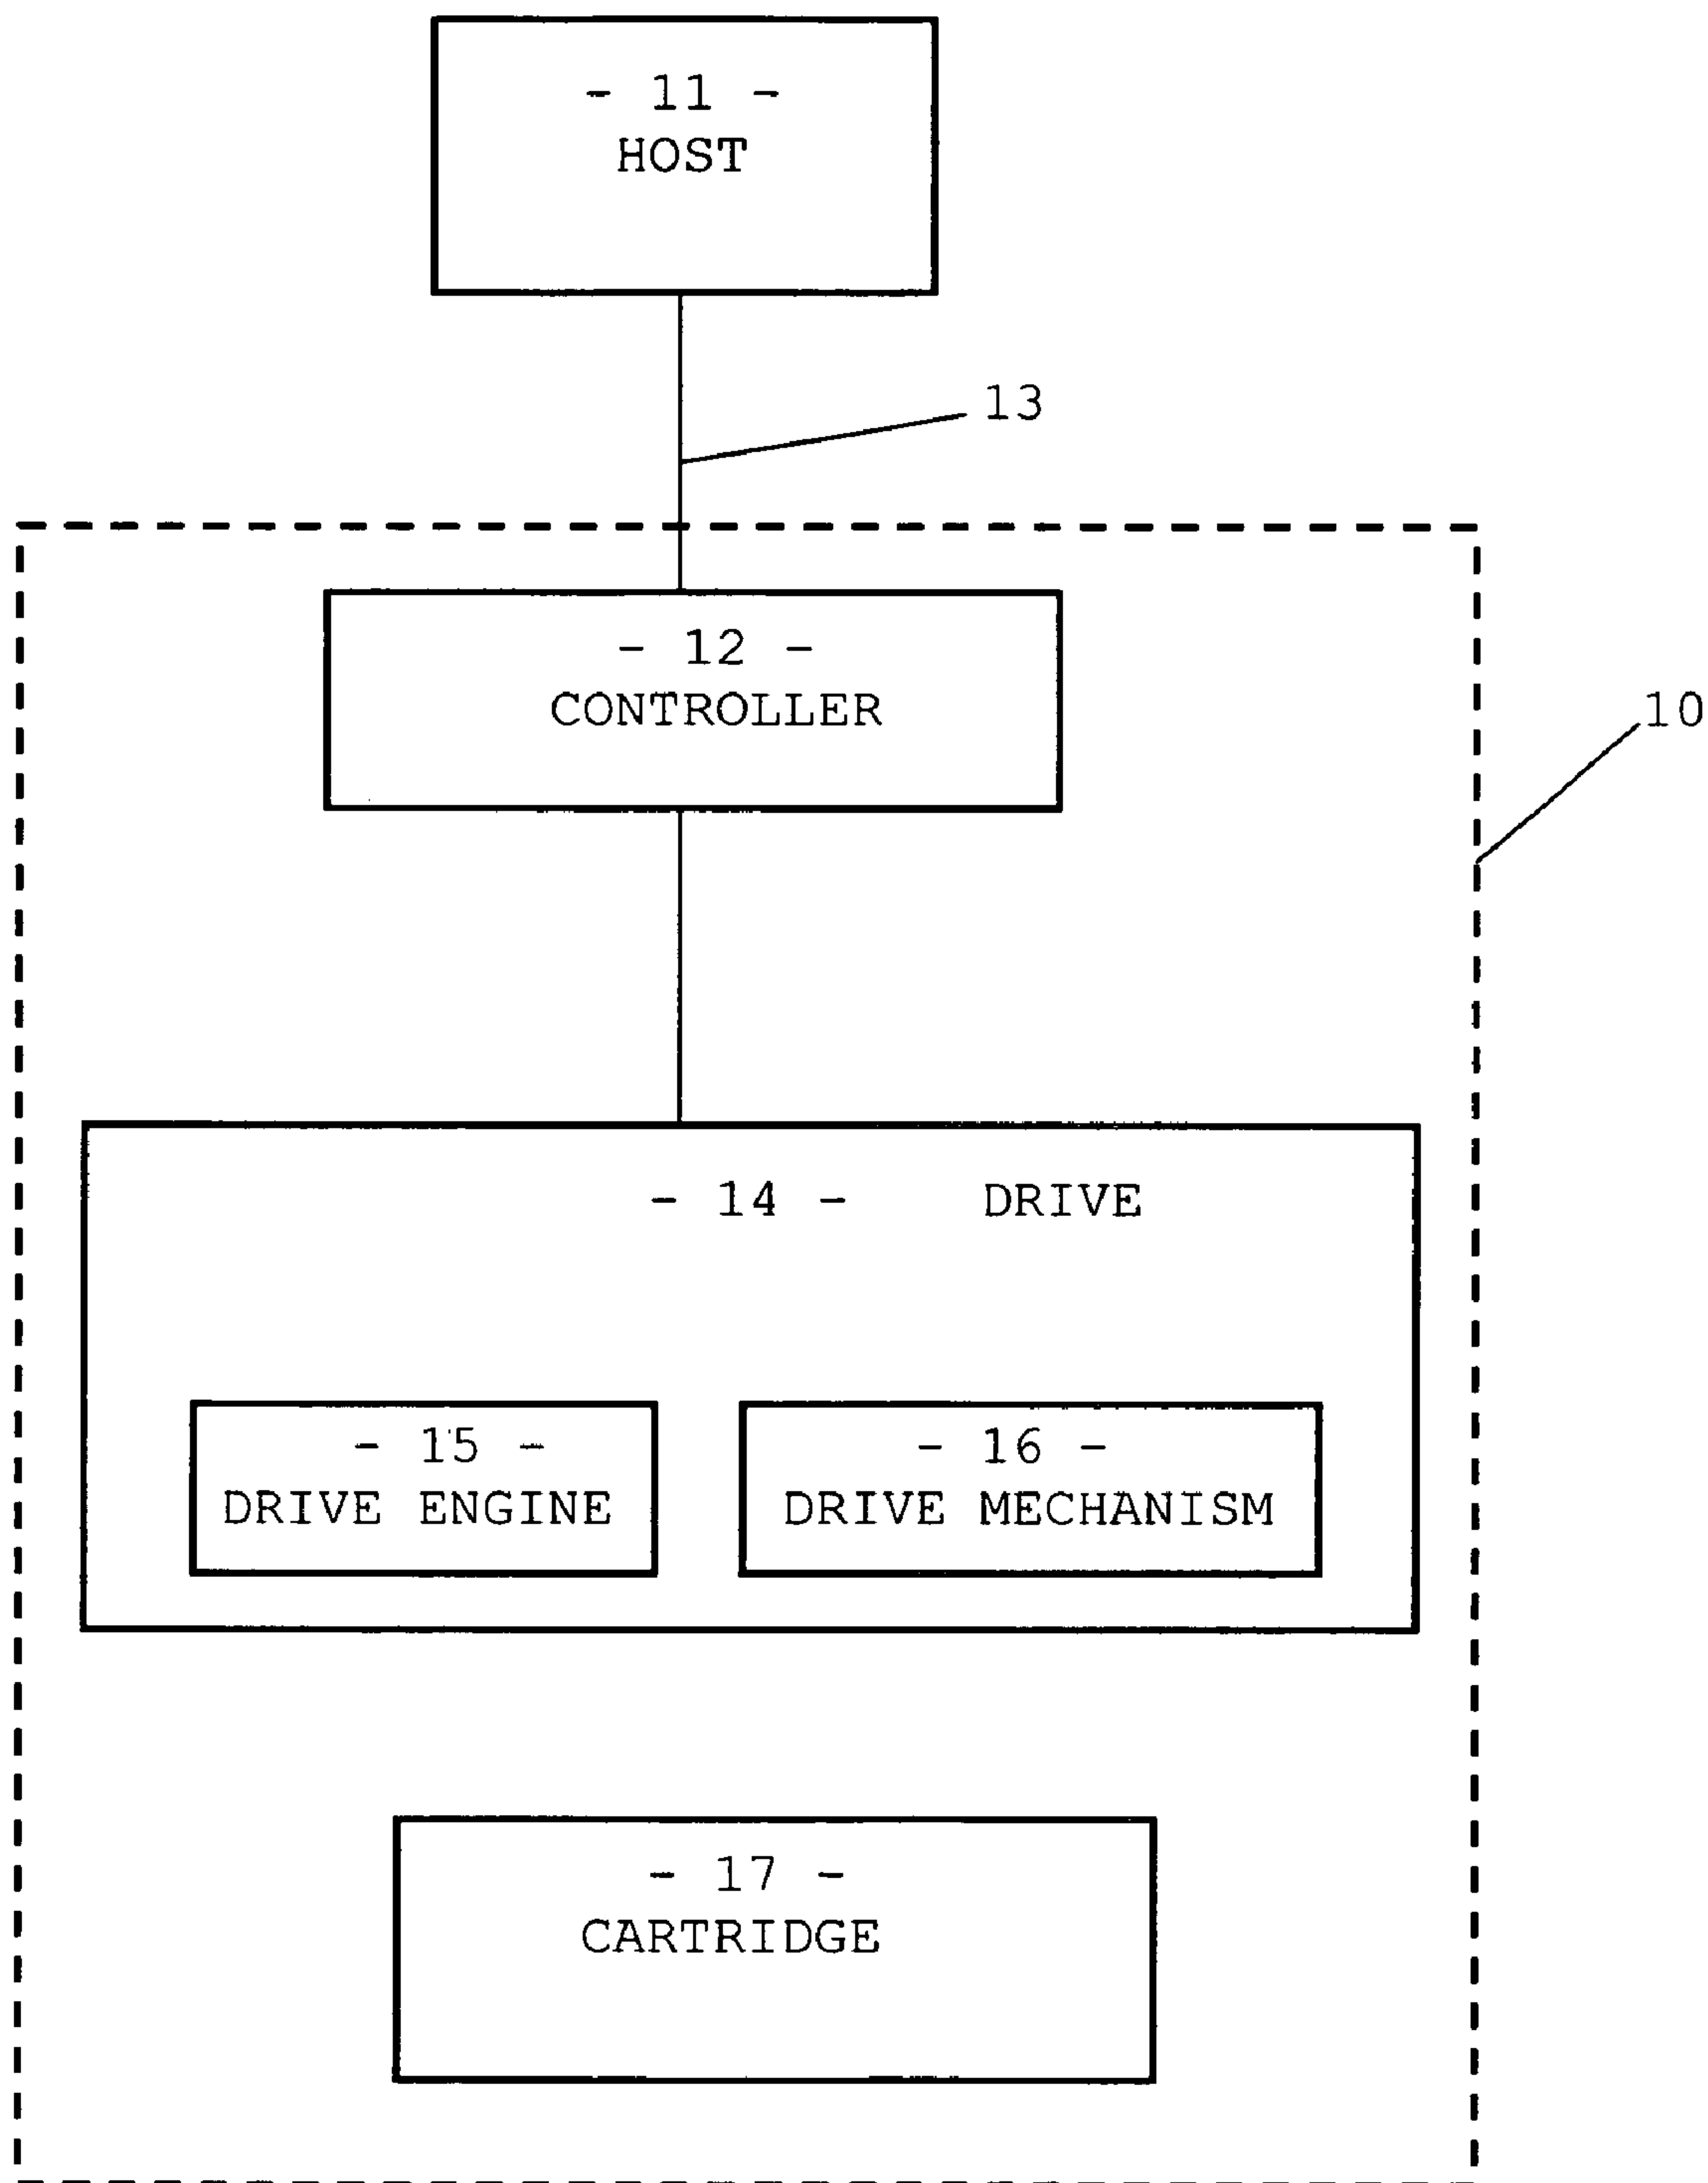 - 11 -
HOST
13
- 12 -
CONTROLLER
10
- 14 - DRIVE
- 15 -
DRIVE ENGINE
- 16 -
DRIVE MECHANISM
- 17 -
CARTRIDGE